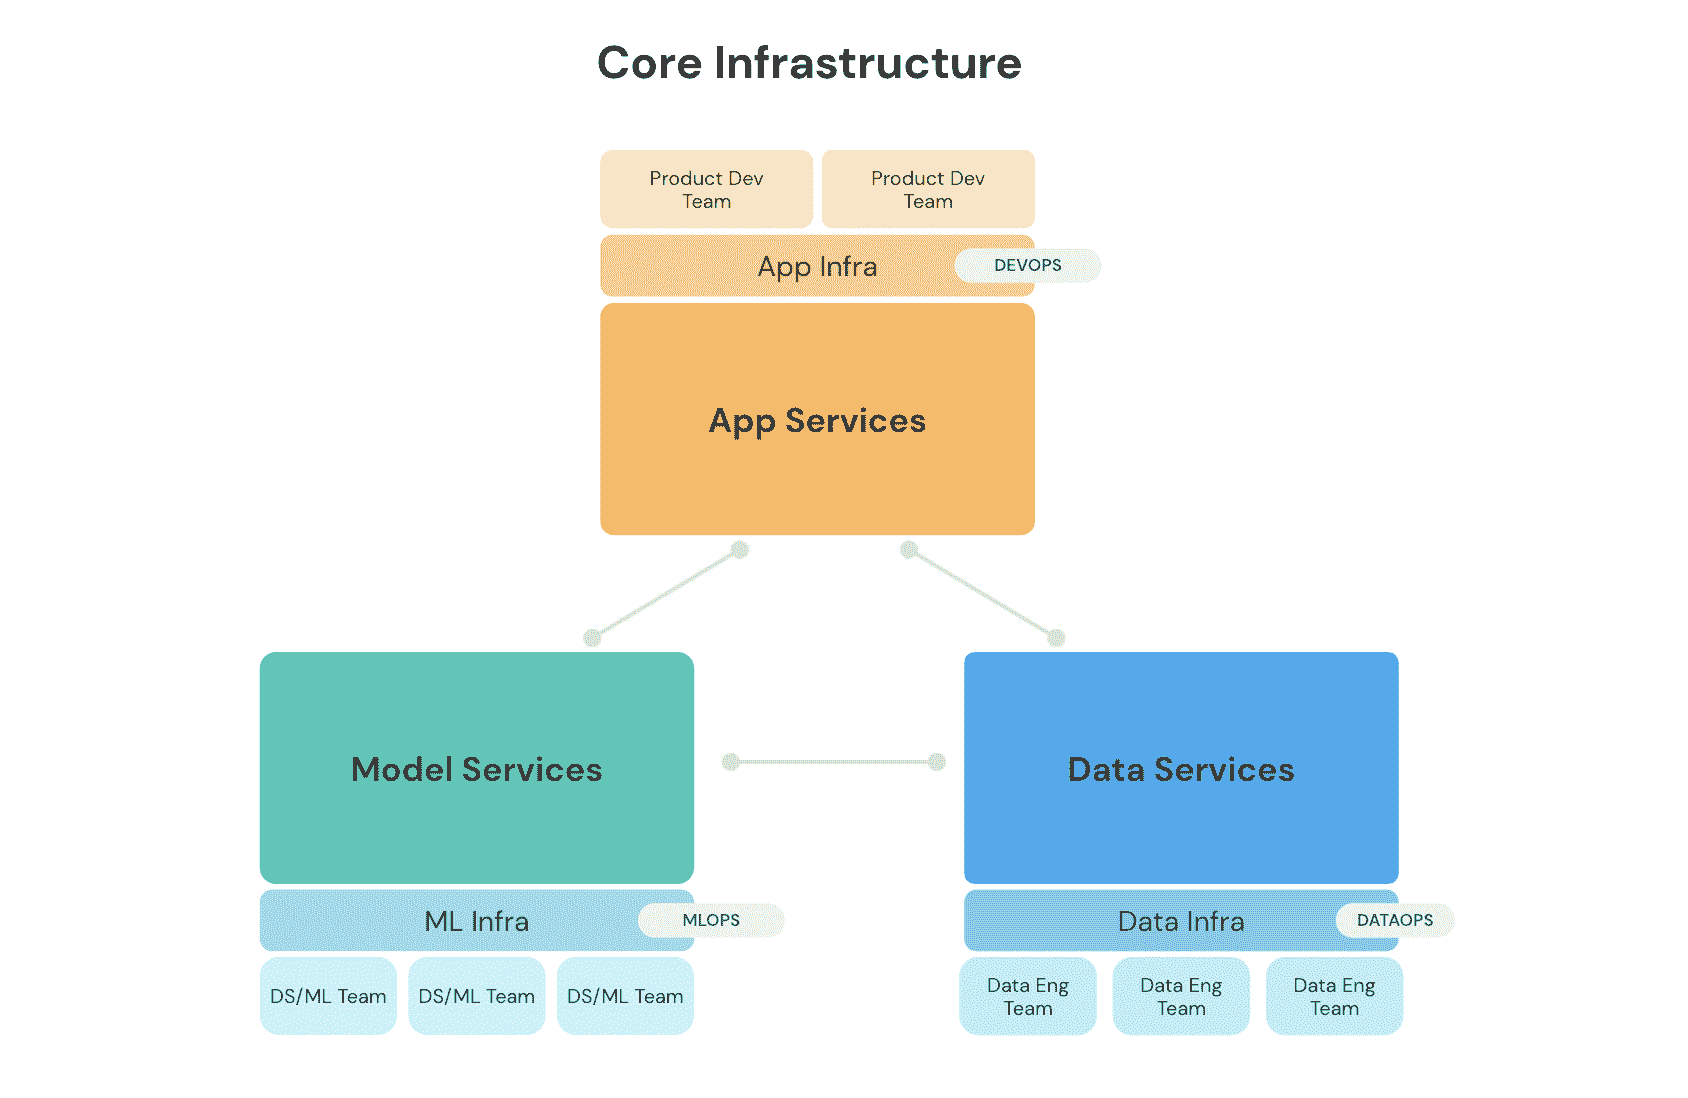 Core Infrastructure
Product Dev
Team
Product Dev
Team
App Infra
DEVOPS
App Services
Model Services
Data Services
ML Infra
MLOPS
Data Infra
DATAOPS
DS/ML Team
DS/ML Team
DS/ML Team
Data Eng
Team
Data Eng
Team
Data Eng
Team